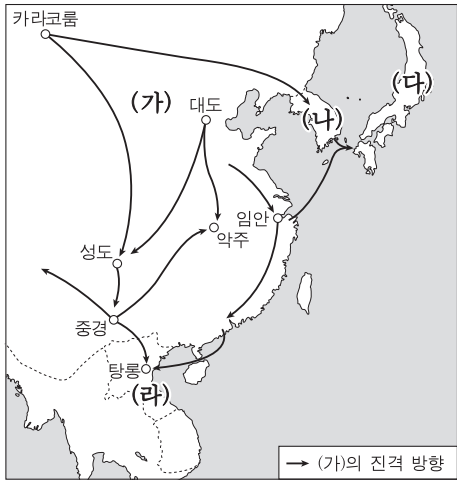 카라코룸
(가)
대도
(나)
(다)
임안
악주
성도
중경
탕롱
(라)
→ (가)의 진격 방향